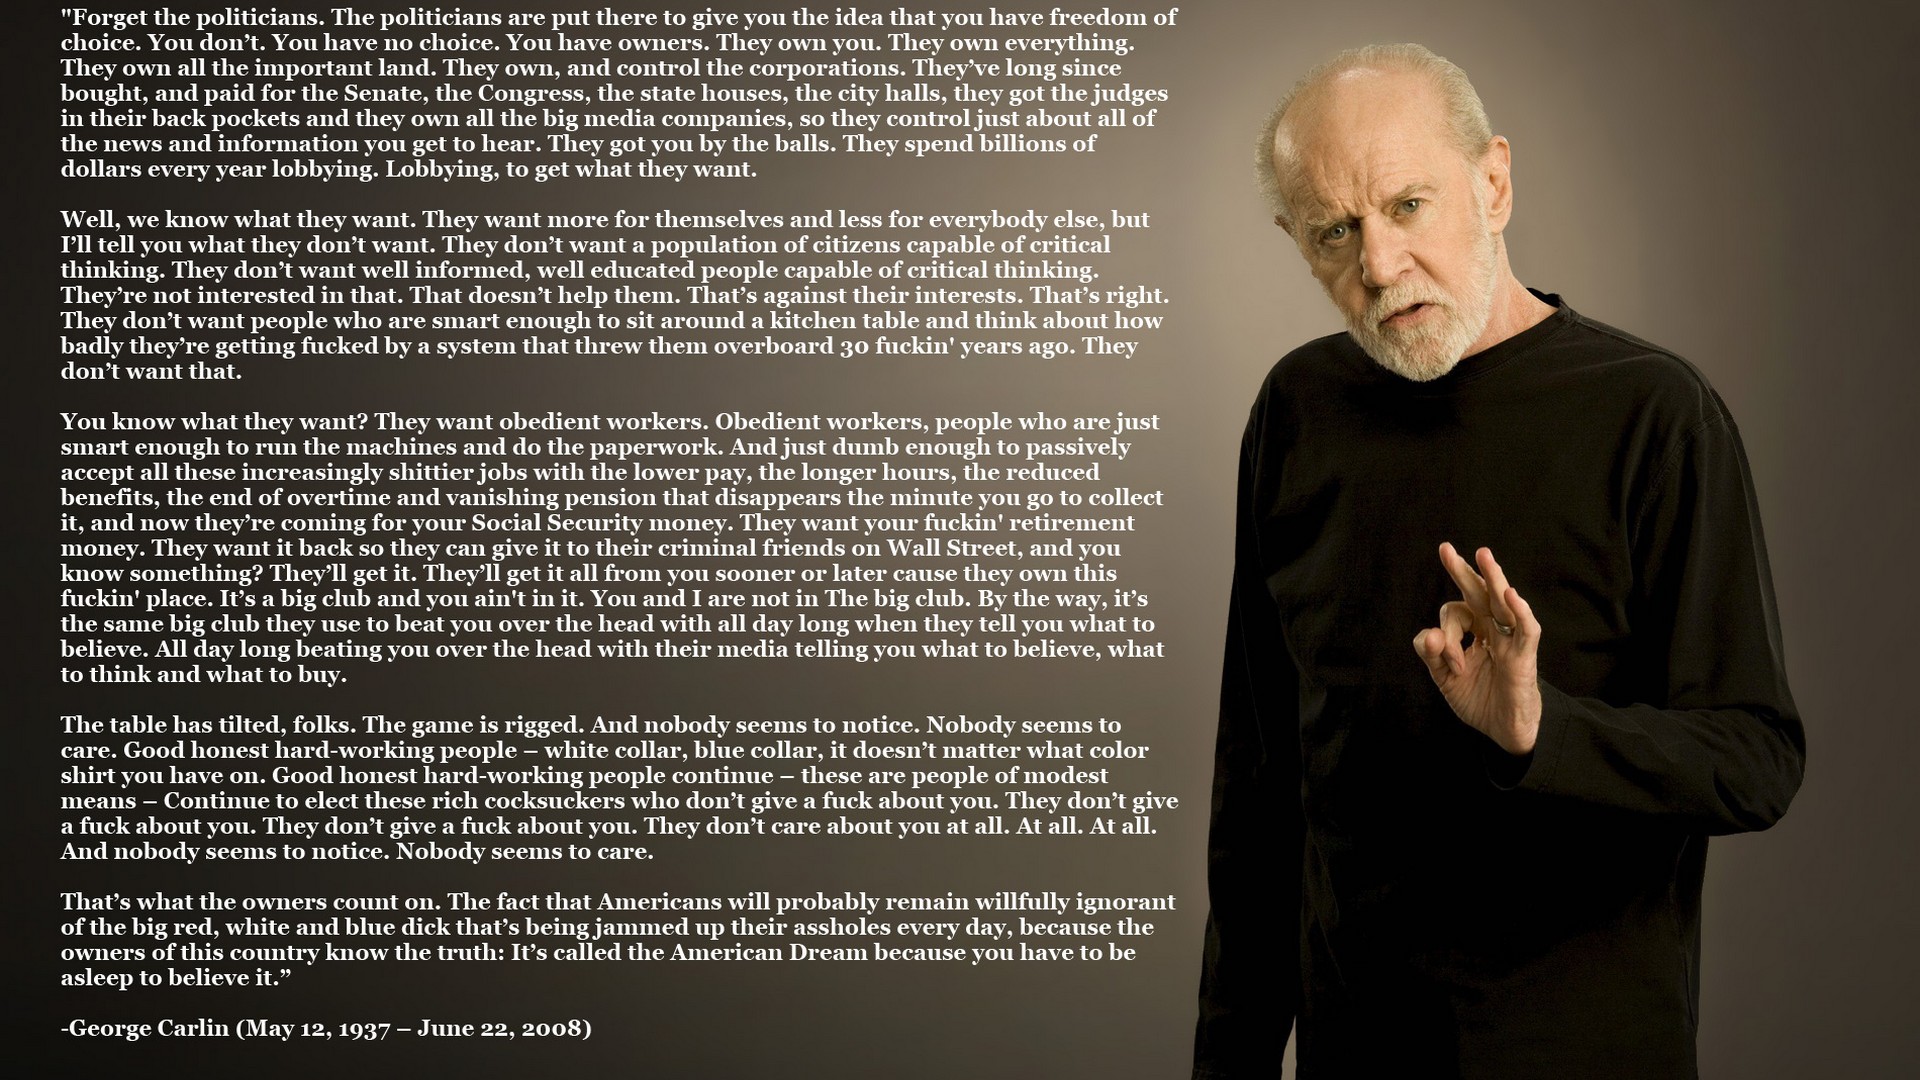 "Forget the politicians. The politicians are put there to give you the idea that you have freedom of
choice. You don’t. You have no choice. You have owners. They own you. They own everything.
They own all the important land. They own, and control the corporations. They’ve long since
bought, and paid for the Senate, the Congress, the state houses, the city halls, they got the judges
in their back pockets and they own all the big media companies, so they control just about all of
the news and information you get to hear. They got you by the balls. They spend billions of
dollars every year lobbying. Lobbying, to get what they want.
Well, we know what they want. They want more for themselves and less for everybody else, but
I’ll tell you what they don’t want. They don’t want a population of citizens capable of critical
thinking. They don’t want well informed, well educated people capable of critical thinking.
They’re not interested in that. That doesn’t help them. That’s against their interests. That’s right.
They don’t want people who are smart enough to sit around a kitchen table and think about how
badly they’re getting fucked by a system that threw them overboard 30 fuckin' years ago. They
don’t want that.
You know what they want? They want obedient workers. Obedient workers, people who are just
smart enough to run the machines and do the paperwork. And just dumb enough to passively
accept all these increasingly shittier jobs with the lower pay, the longer hours, the reduced
benefits, the end of overtime and vanishing pension that disappears the minute you go to collect
it, and now they’re coming for your Social Security money. They want your fuckin' retirement
money. They want it back so they can give it to their criminal friends on Wall Street, and you
know something? They’ll get it. They’ll get it all from you sooner or later cause they own this
fuckin' place. It’s a big club and you ain't in it. You and I are not in The big club. By the way, it’s
the same big club they use to beat you over the head with all day long when they tell you what to
believe. All day long beating you over the head with their media telling you what to believe, what
to think and what to buy.
The table has tilted, folks. The game is rigged. And nobody seems to notice. Nobody seems to
care. Good honest hard-working people – white collar, blue collar, it doesn’t matter what color
shirt you have on. Good honest hard-working people continue – these are people of modest
means – Continue to elect these rich cocksuckers who don’t give a fuck about you. They don’t give
a fuck about you. They don’t give a fuck about you. They don’t care about you at all. At all. At all.
And nobody seems to notice. Nobody seems to care.
That’s what the owners count on. The fact that Americans will probably remain willfully ignorant
of the big red, white and blue dick that’s being jammed up their assholes every day, because the
owners of this country know the truth: It’s called the American Dream because you have to be
asleep to believe it.”
-George Carlin (May 12, 1937 – June 22, 2008)